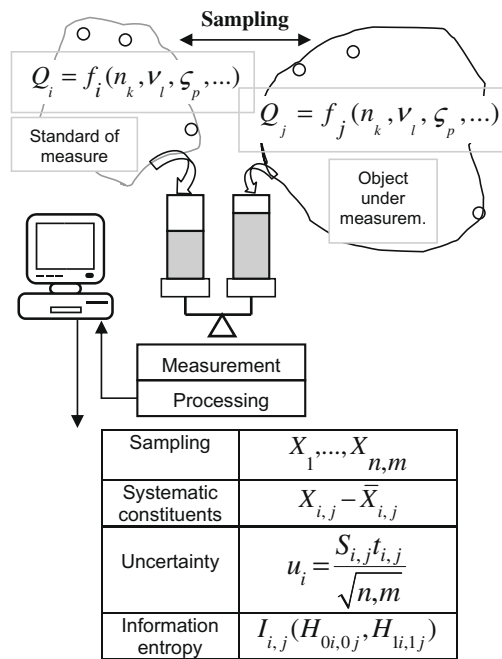 Sampling
Q_i = f_i(n_k, ν_l, ς_p, ...)
Q_j = f_j(n_k, ν_l, ς_p, ...)
Standard of
measure
Object
under
measurem.
Measurement
Processing
Sampling X_1,...,X_{n,m}
Systematic
constituents X_{i,j} − X̄_{i,j}
Uncertainty u_i = S_{i,j} t_{i,j} / √n,m
Information
entropy I_{i,j}(H_{0i,0j}, H_{1i,1j})